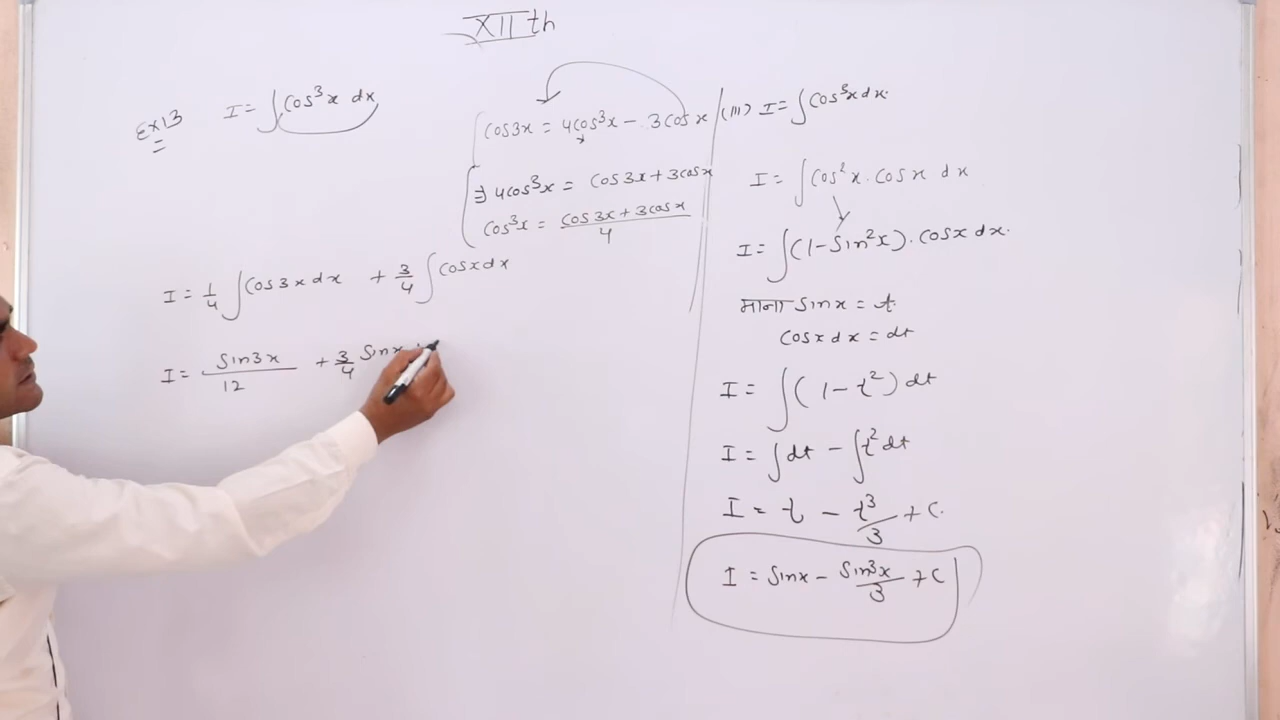 XII th
Ex13 I = ∫cos³x dx
cos3x = 4cos³x - 3cosx
⇒ 4cos³x = cos3x + 3cosx
cos³x = (cos3x + 3cosx)/4
I = 1/4 ∫cos3x dx + 3/4 ∫cosx dx
I = sin3x/12 + 3/4 sinx
(III) I = ∫cos³x dx.
I = ∫cos²x . cosx dx
I = ∫(1 - sin²x) . cosx dx.
माना sinx = t.
cosx dx = dt
I = ∫(1 - t²) dt
I = ∫dt - ∫t² dt
I = t - t³/3 + c.
I = sinx - sin³x/3 + c